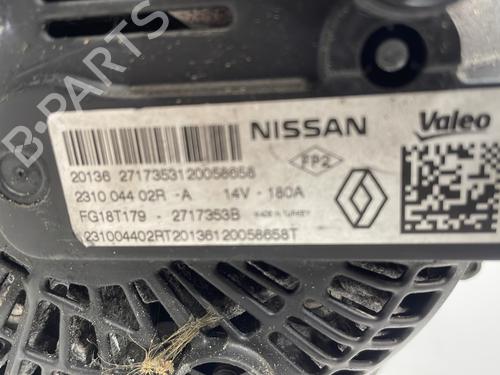 B-PARTS
NISSAN
Valeo
20136 2717353120058658
2310 044 02R -A 14V - 180A
FP2
FG18T179 - 2717353B MADE IN TURKEY
231004402RT20136120058658T